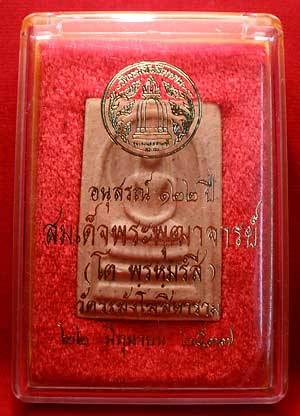 อนุสรณ์ ๑๒๒ ปี
สมเด็จพระพุฒาจารย์
(โต พรหมรังสี)
วัดระฆังโฆสิตาราม
๒๒ มิถุนายน ๒๕๓๗